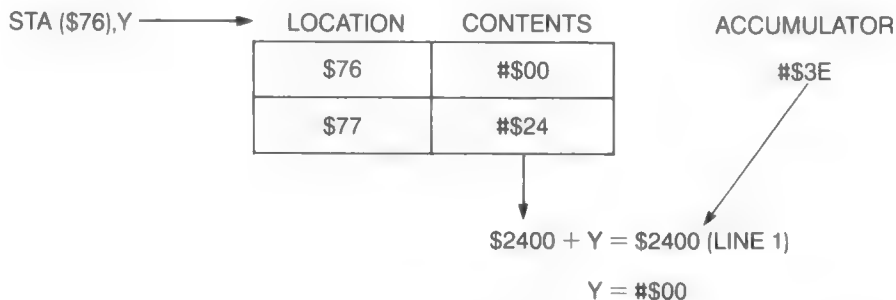 STA ($76),Y LOCATION CONTENTS ACCUMULATOR
$76 #$00 #$3E
$77 #$24
$2400 + Y = $2400 (LINE 1)
Y = #$00